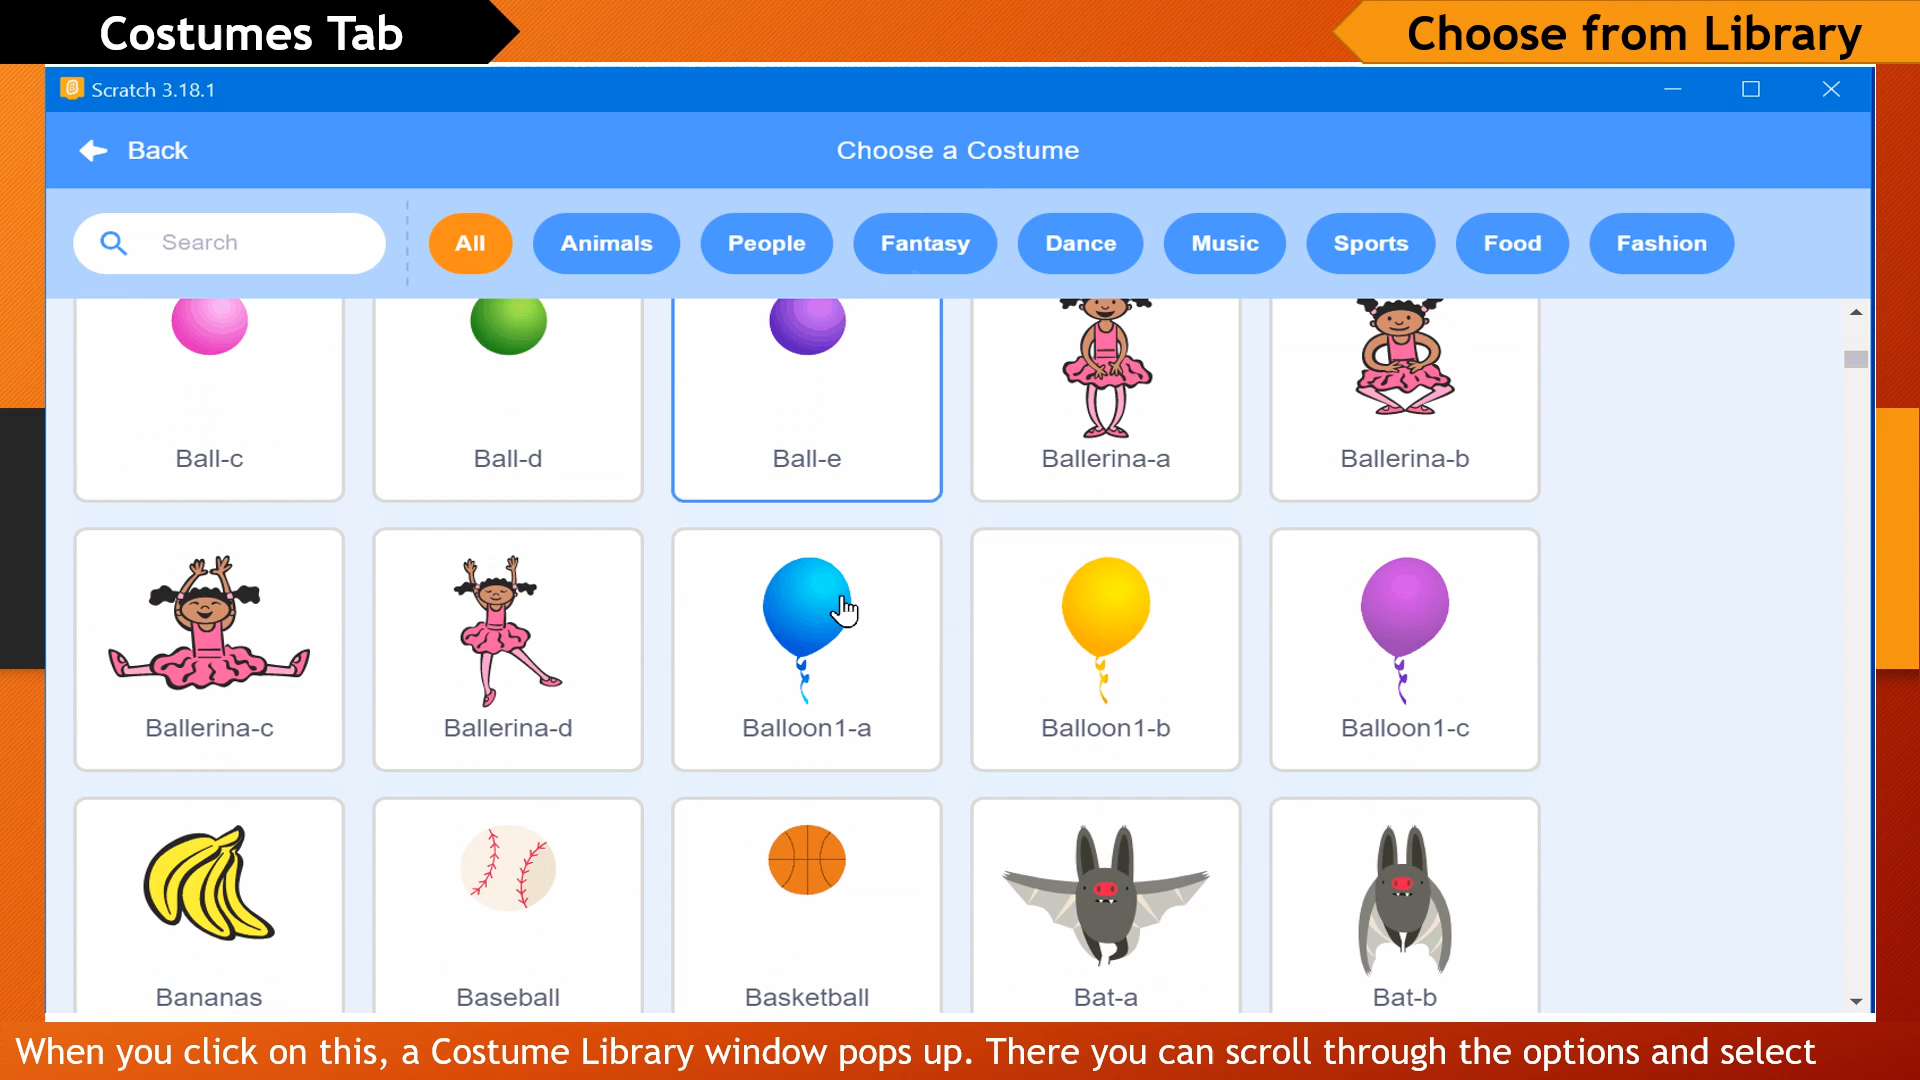 Costumes Tab
Choose from Library
Scratch 3.18.1
Back
Choose a Costume
Search
All
Animals
People
Fantasy
Dance
Music
Sports
Food
Fashion
Ball-c
Ball-d
Ball-e
Ballerina-a
Ballerina-b
Ballerina-c
Ballerina-d
Balloon1-a
Balloon1-b
Balloon1-c
Bananas
Baseball
Basketball
Bat-a
Bat-b
When you click on this, a Costume Library window pops up. There you can scroll through the options and select